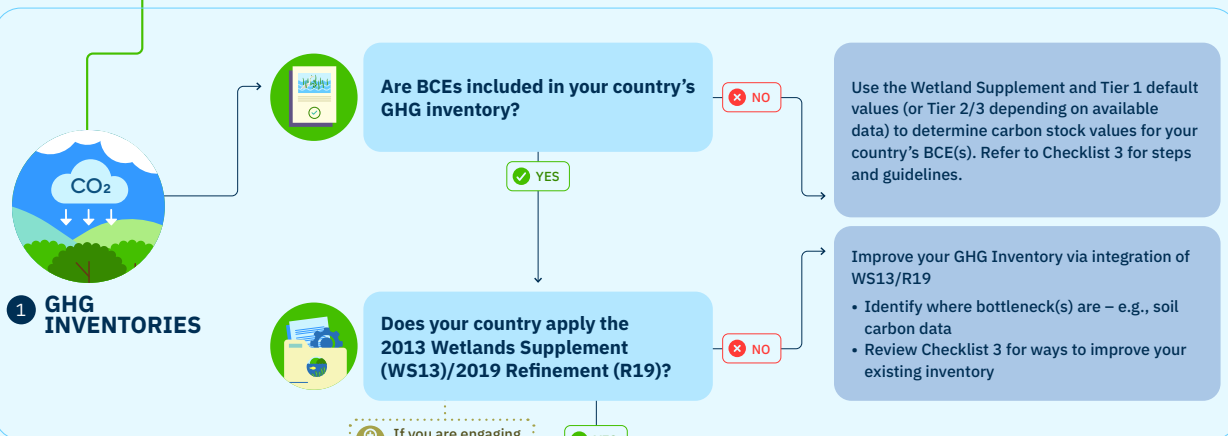 Are BCEs included in your country's
GHG inventory?
NO
Use the Wetland Supplement and Tier 1 default
values (or Tier 2/3 depending on available
data) to determine carbon stock values for your
country's BCE(s). Refer to Checklist 3 for steps
and guidelines.
YES
CO₂
1 GHG
INVENTORIES
Does your country apply the
2013 Wetlands Supplement
(WS13)/2019 Refinement (R19)?
NO
Improve your GHG Inventory via integration of
WS13/R19
• Identify where bottleneck(s) are – e.g., soil
carbon data
• Review Checklist 3 for ways to improve your
existing inventory
If you are engaging